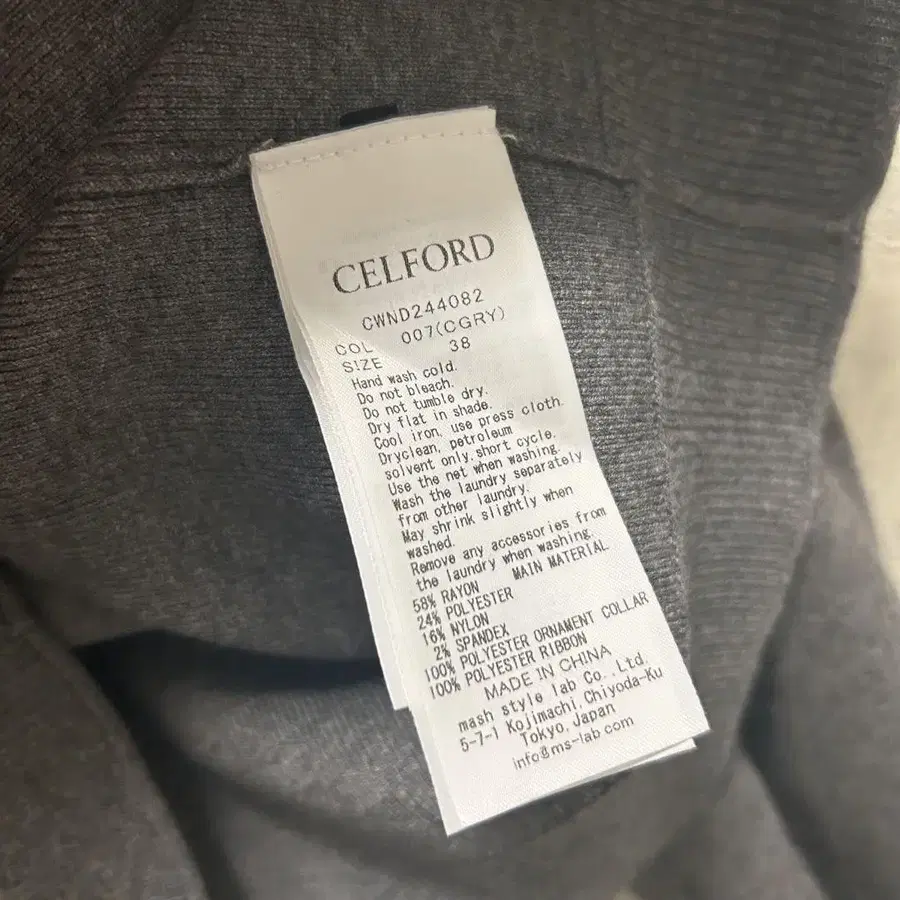 CELFORD
CWND244082
COL 007(CGRY)
SIZE 38
Hand wash cold.
Do not bleach.
Do not tumble dry.
Dry flat in shade.
Cool iron, use press cloth.
Dryclean, petroleum
solvent only, short cycle.
Use the net when washing.
Wash the laundry separately
from other laundry.
May shrink slightly when
washed.
Remove any accessories from
the laundry when washing.
58% RAYON MAIN MATERIAL
24% POLYESTER
16% NYLON
2% SPANDEX
100% POLYESTER ORNAMENT COLLAR
100% POLYESTER RIBBON
MADE IN CHINA
mash style lab Co.,Ltd.
5-7-1 Kojimachi,Chiyoda-Ku
Tokyo,Japan
info@ms-lab.com